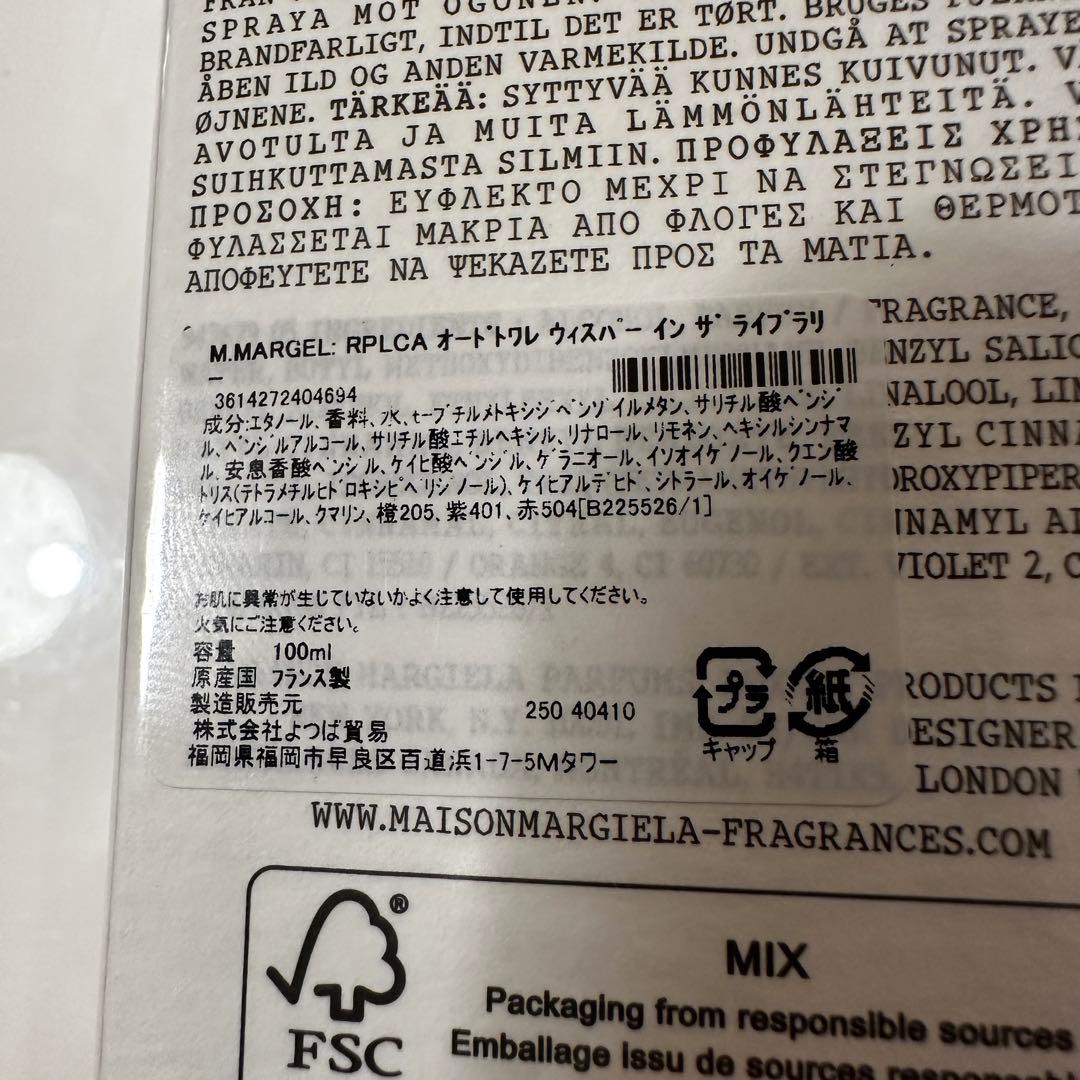 SPRAYA MOT ÖGONEN.
BRANDFARLIGT, INDTIL DET ER TØRT. BRUGES
ÅBEN ILD OG ANDEN VARMEKILDE. UNDGÅ AT SPRAYE
ØJNENE. TÄRKEÄÄ: SYTTYVÄÄ KUNNES KUIVUNUT.
AVOTULTA JA MUITA LÄMMÖNLÄHTEITÄ.
SUIHKUTTAMASTA SILMIIN. ΠΡΟΦΥΛΑΞΕΙΣ ΧΡΗ
ΠΡΟΣΟΧΗ: ΕΥΦΛΕΚΤΟ ΜΕΧΡΙ ΝΑ ΣΤΕΓΝΩΣΕΙ
ΦΥΛΑΣΣΕΤΑΙ ΜΑΚΡΙΑ ΑΠΟ ΦΛΟΓΕΣ ΚΑΙ ΘΕΡΜΟΤ
ΑΠΟΦΕΥΓΕΤΕ ΝΑ ΨΕΚΑΖΕΤΕ ΠΡΟΣ ΤΑ ΜΑΤΙΑ.
M.MARGEL: RPLCA オードトワレ ウィスパー イン ザ ライブラリ
ー
3614272404694
成分:エタノール、香料、水、t-ブチルメトキシジベンゾイルメタン、サリチル酸ベンジ
ル、ベンジルアルコール、サリチル酸エチルヘキシル、リナロール、リモネン、ヘキシルシンナマ
ル、安息香酸ベンジル、ケイヒ酸ベンジル、ゲラニオール、イソオイゲノール、クエン酸
トリス(テトラメチルヒドロキシピペリジノール)、ケイヒアルデヒド、シトラール、オイゲノール、
ケイヒアルコール、クマリン、橙205、紫401、赤504[B225526/1]
お肌に異常が生じていないかよく注意して使用してください。
火気にご注意ください。
容量 100ml
原産国 フランス製
製造販売元 250 40410
株式会社よつば貿易
福岡県福岡市早良区百道浜1-7-5Mタワー
プラ
キャップ
紙
箱
FRAGRANCE,
NZYL SALIC
NALOOL, LI
ZYL CINNA
ROXYPIPER
NNAMYL AL
VIOLET 2, C
RODUCTS
DESIGNER
LONDON
WWW.MAISONMARGIELA-FRAGRANCES.COM
®
FSC
MIX
Packaging from responsible sources
Emballage issu de sources responsabl